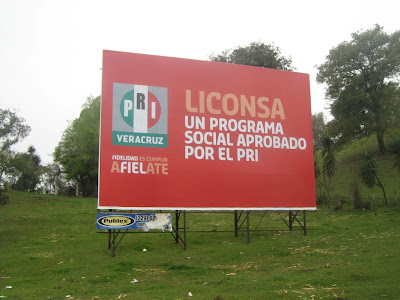 PRI
VERACRUZ
FIDELIDAD ES CUMPLIR
AFIELATE
LICONSA
UN PROGRAMA
SOCIAL APROBADO
POR EL PRI
Publex